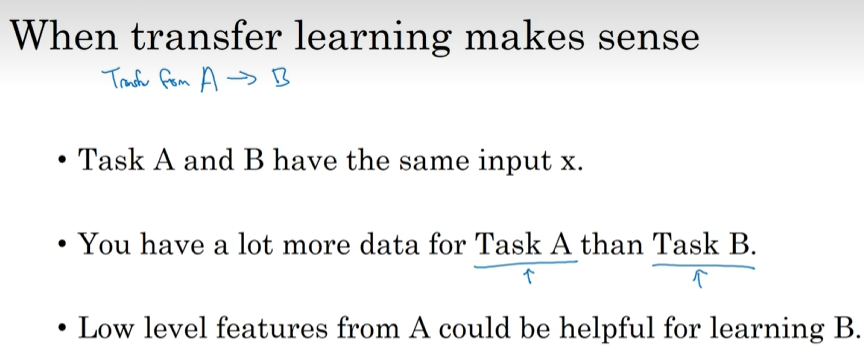 When transfer learning makes sense
Transfer from A → B
• Task A and B have the same input x.
• You have a lot more data for Task A than Task B.
↑ ↑
• Low level features from A could be helpful for learning B.